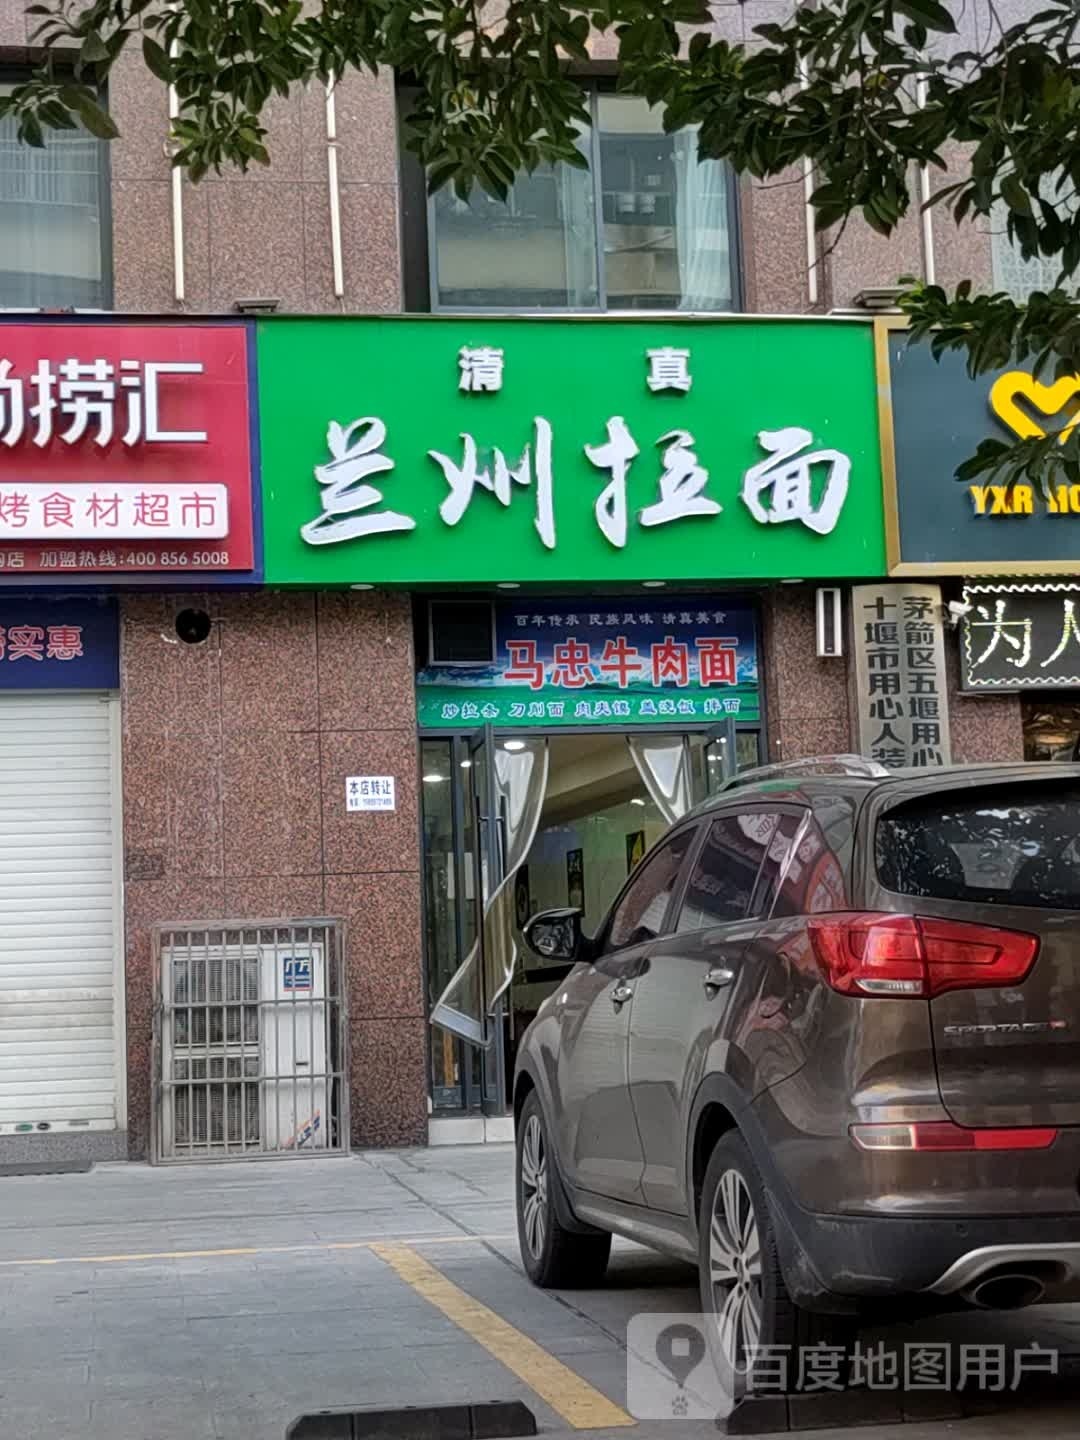 清真
兰州拉面
捞汇
烤食材超市
店 加盟热线:400 856 5008
实惠
百年传承 民族风味 清真美食
马忠牛肉面
炒拉条 刀削面 肉夹馍 盖浇饭 拌面
本店转让
YXR
茅箭区五堰用心
十堰市用心人装
为人
SPORTAGE R
百度地图用户